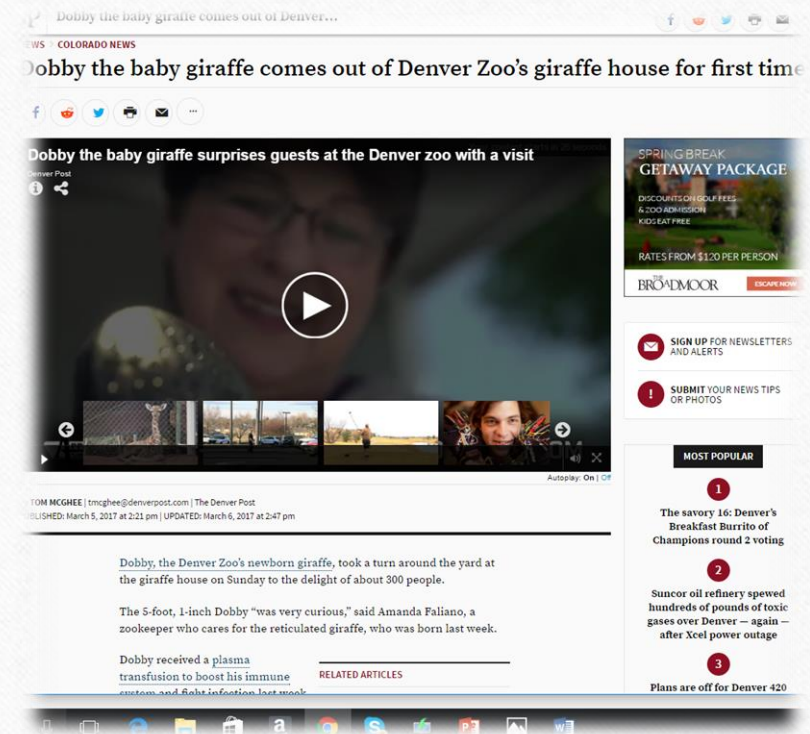 Dobby the baby giraffe comes out of Denver...
EWS COLORADO NEWS
Dobby the baby giraffe comes out of Denver Zoo's giraffe house for first time
Dobby the baby giraffe surprises guests at the Denver zoo with a visit
Denver Post
SPRING BREAK
GETAWAY PACKAGE
DISCOUNTS ON GOLF FEES
& ZOO ADMISSION
KIDS EAT FREE
RATES FROM $120 PER PERSON
THE
BROADMOOR
ESCAPE NOW
SIGN UP FOR NEWSLETTERS
AND ALERTS
SUBMIT YOUR NEWS TIPS
OR PHOTOS
Autoplay: On | Off
TOM MCGHEE | tmcghee@denverpost.com | The Denver Post
BLISHED: March 5, 2017 at 2:21 pm | UPDATED: March 6, 2017 at 2:47 pm
Dobby, the Denver Zoo's newborn giraffe, took a turn around the yard at
the giraffe house on Sunday to the delight of about 300 people.
The 5-foot, 1-inch Dobby “was very curious,” said Amanda Faliano, a
zookeeper who cares for the reticulated giraffe, who was born last week.
Dobby received a plasma
transfusion to boost his immune
system and fight infection last week
RELATED ARTICLES
MOST POPULAR
1
The savory 16: Denver's
Breakfast Burrito of
Champions round 2 voting
2
Suncor oil refinery spewed
hundreds of pounds of toxic
gases over Denver — again —
after Xcel power outage
3
Plans are off for Denver 420